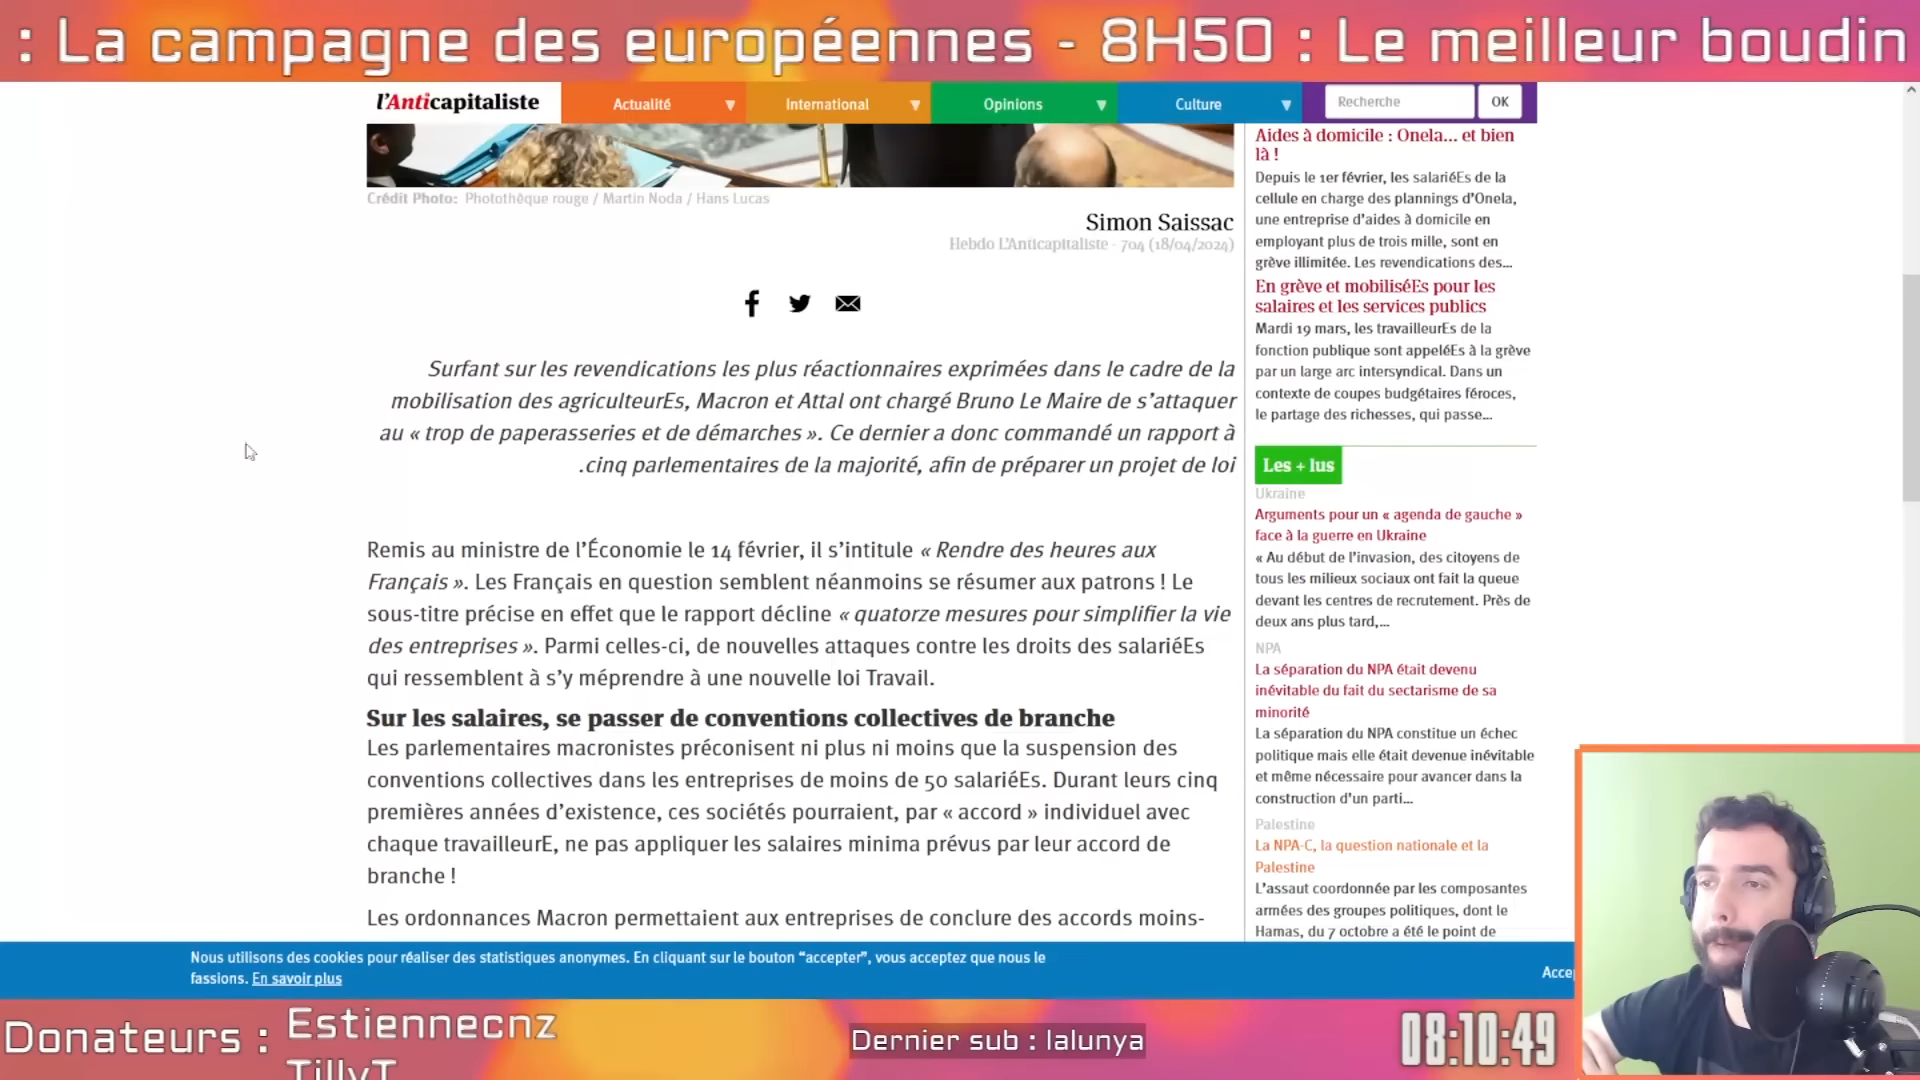 : La campagne des européennes - 8H50 : Le meilleur boudin
l'Anticapitaliste
Actualité
International
Opinions
Culture
Recherche
OK
Crédit Photo: Photothèque rouge / Martin Noda / Hans Lucas
Simon Saissac
Hebdo L'Anticapitaliste - 704 (18/04/2024)
Surfant sur les revendications les plus réactionnaires exprimées dans le cadre de la
mobilisation des agriculteurEs, Macron et Attal ont chargé Bruno Le Maire de s'attaquer
au « trop de paperasseries et de démarches ». Ce dernier a donc commandé un rapport à
.cinq parlementaires de la majorité, afin de préparer un projet de loi
Remis au ministre de l'Économie le 14 février, il s'intitule « Rendre des heures aux
Français ». Les Français en question semblent néanmoins se résumer aux patrons ! Le
sous-titre précise en effet que le rapport décline « quatorze mesures pour simplifier la vie
des entreprises ». Parmi celles-ci, de nouvelles attaques contre les droits des salariéEs
qui ressemblent à s'y méprendre à une nouvelle loi Travail.
Sur les salaires, se passer de conventions collectives de branche
Les parlementaires macronistes préconisent ni plus ni moins que la suspension des
conventions collectives dans les entreprises de moins de 50 salariéEs. Durant leurs cinq
premières années d'existence, ces sociétés pourraient, par « accord » individuel avec
chaque travailleurE, ne pas appliquer les salaires minima prévus par leur accord de
branche !
Les ordonnances Macron permettaient aux entreprises de conclure des accords moins-
Aides à domicile : Onela... et bien
là !
Depuis le 1er février, les salariéEs de la
cellule en charge des plannings d'Onela,
une entreprise d'aides à domicile en
employant plus de trois mille, sont en
grève illimitée. Les revendications des...
En grève et mobiliséEs pour les
salaires et les services publics
Mardi 19 mars, les travailleurEs de la
fonction publique sont appeléEs à la grève
par un large arc intersyndical. Dans un
contexte de coupes budgétaires féroces,
le partage des richesses, qui passe...
Les + lus
Ukraine
Arguments pour un « agenda de gauche »
face à la guerre en Ukraine
« Au début de l'invasion, des citoyens de
tous les milieux sociaux ont fait la queue
devant les centres de recrutement. Près de
deux ans plus tard,...
NPA
La séparation du NPA était devenu
inévitable du fait du sectarisme de sa
minorité
La séparation du NPA constitue un échec
politique mais elle était devenue inévitable
et même nécessaire pour avancer dans la
construction d'un parti...
Palestine
La NPA-C, la question nationale et la
Palestine
L'assaut coordonnée par les composantes
armées des groupes politiques, dont le
Hamas, du 7 octobre a été le point de
Nous utilisons des cookies pour réaliser des statistiques anonymes. En cliquant sur le bouton “accepter”, vous acceptez que nous le
fassions. En savoir plus
Accep
Donateurs :
Estiennecnz
TillyT
Dernier sub : lalunya
08:10:49